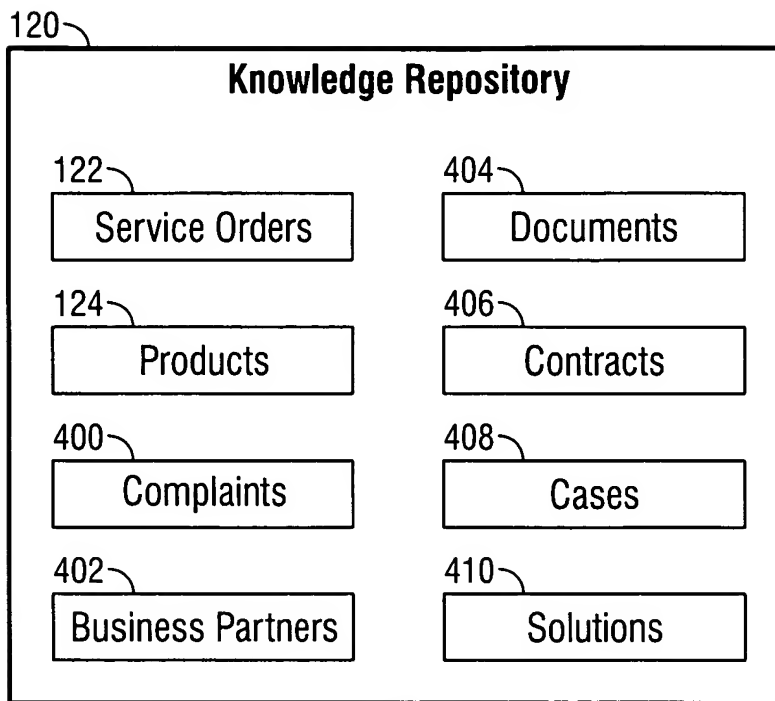 120
Knowledge Repository
122
Service Orders
404
Documents
124
Products
406
Contracts
400
Complaints
408
Cases
402
Business Partners
410
Solutions